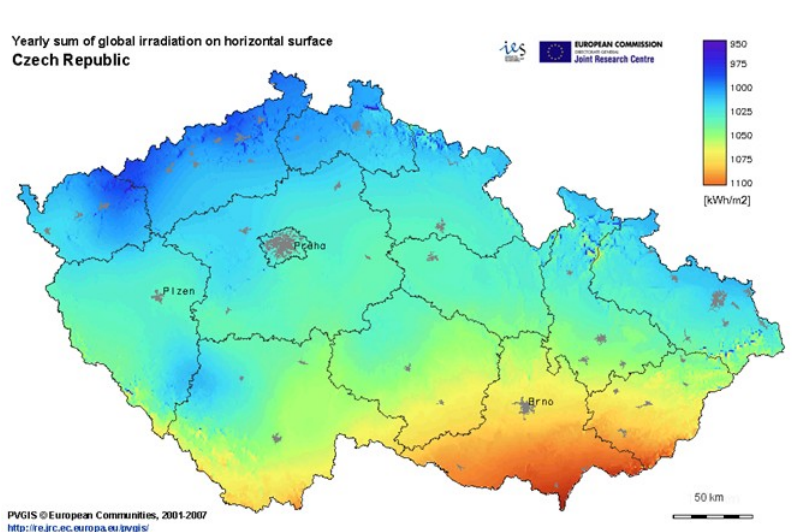 Yearly sum of global irradiation on horizontal surface
Czech Republic
ies
EUROPEAN COMMISSION
DIRECTORATE GENERAL
Joint Research Centre
950
975
1000
1025
1050
1075
1100
[kWh/m2]
Praha
Plzen
Brno
50 km
PVGIS © European Communities, 2001-2007
http://re.jrc.ec.europa.eu/pvgis/